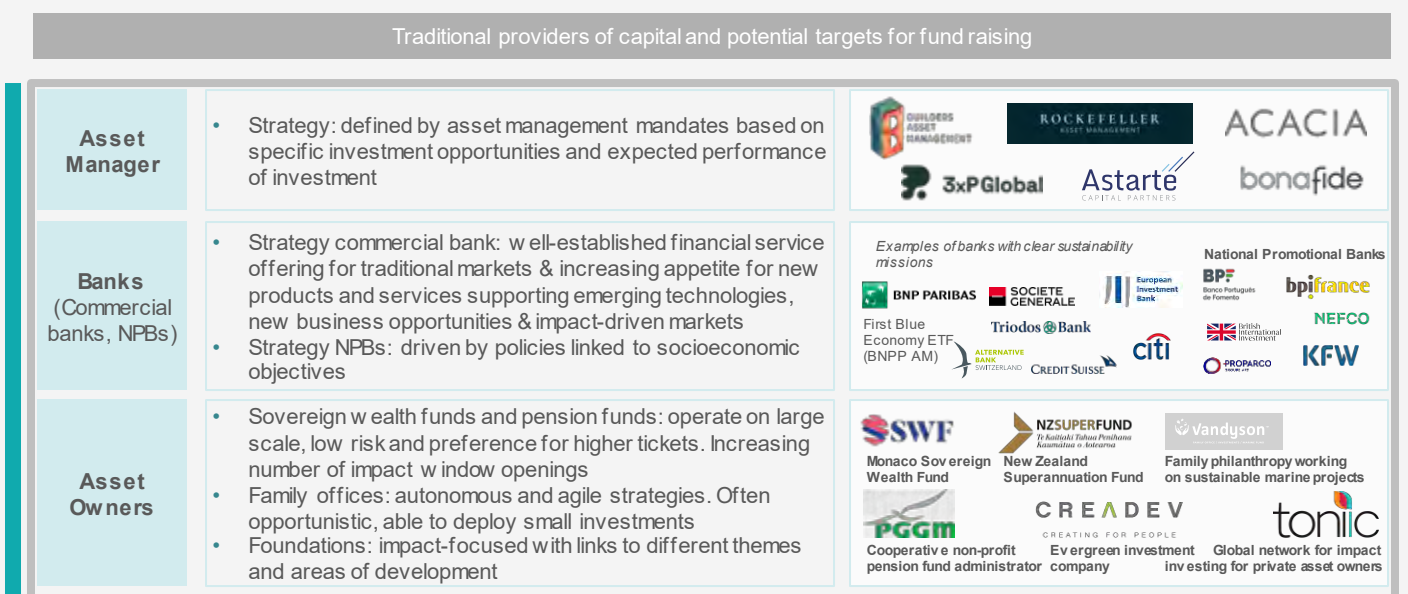 Traditional providers of capital and potential targets for fund raising
Asset
Manager
• Strategy: defined by asset management mandates based on
specific investment opportunities and expected performance
of investment
BUILDERS
ASSET
MANAGEMENT
ROCKEFELLER
ASSET MANAGEMENT
ACACIA
3xPGlobal
Astarte
CAPITAL PARTNERS
bonafide
Banks
(Commercial
banks, NPBs)
• Strategy commercial bank: well-established financial service
offering for traditional markets & increasing appetite for new
products and services supporting emerging technologies,
new business opportunities & impact-driven markets
• Strategy NPBs: driven by policies linked to socioeconomic
objectives
Examples of banks with clear sustainability
missions
National Promotional Banks
BNP PARIBAS
SOCIETE
GENERALE
European
Investment
Bank
BPF
Banco Português
de Fomento
bpifrance
First Blue
Economy ETF
(BNPP AM)
Triodos Bank
citi
British
International
Investment
NEFCO
ALTERNATIVE
BANK
SWITZERLAND
CREDIT SUISSE
PROPARCO
KFW
Asset
Owners
• Sovereign wealth funds and pension funds: operate on large
scale, low risk and preference for higher tickets. Increasing
number of impact window openings
• Family offices: autonomous and agile strategies. Often
opportunistic, able to deploy small investments
• Foundations: impact-focused with links to different themes
and areas of development
SWF
NZSUPERFUND
Te Kaitiaki Tahua Penihana
Kaumātua o Aotearoa
Vandyson
Monaco Sovereign
Wealth Fund
New Zealand
Superannuation Fund
Family philanthropy working
on sustainable marine projects
PGGM
CREADEV
CREATING FOR PEOPLE
toniic
Cooperative non-profit
pension fund administrator
Evergreen investment
company
Global network for impact
investing for private asset owners